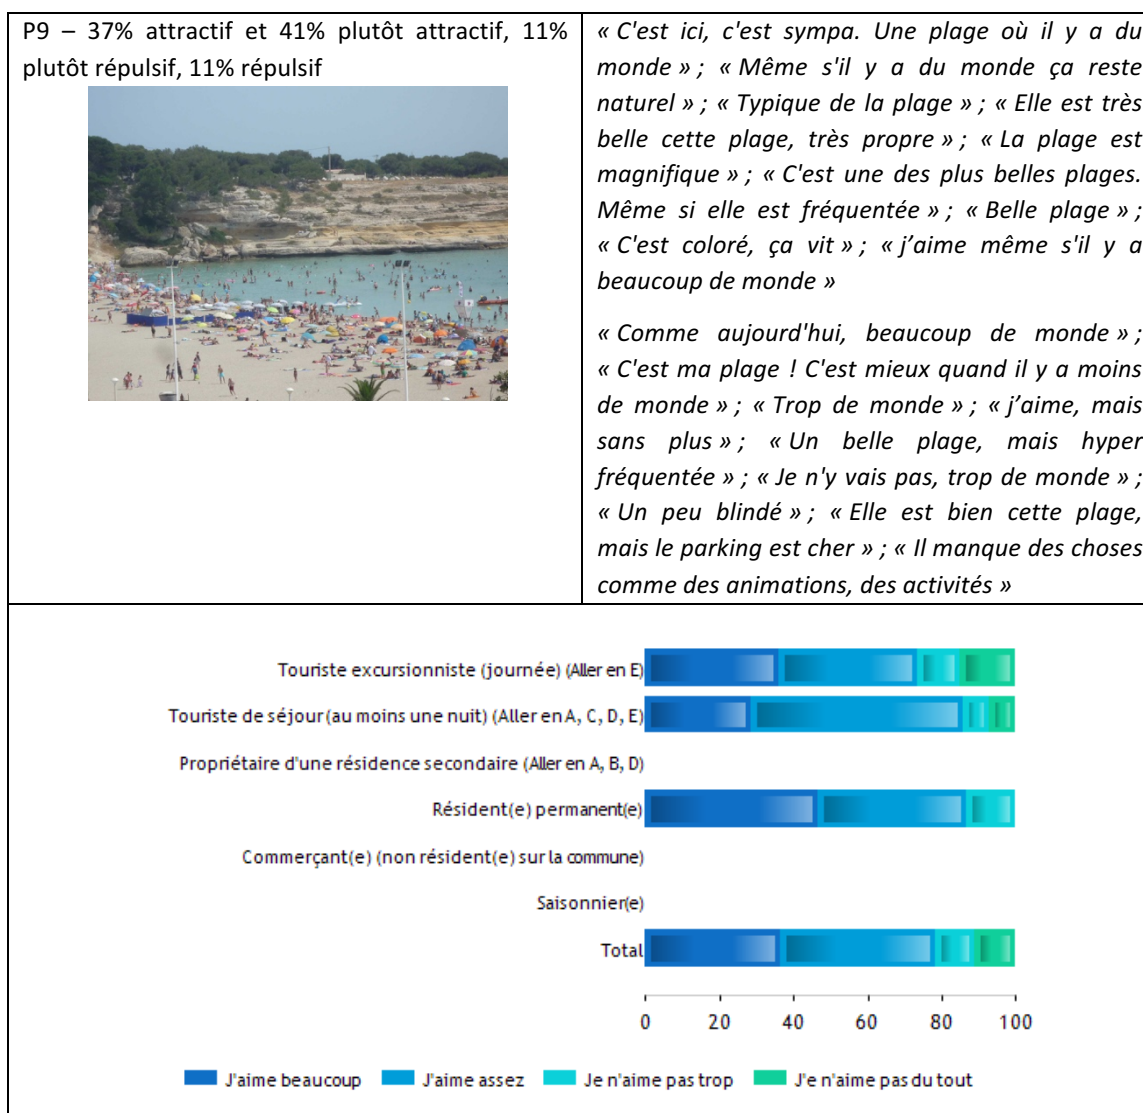 P9 – 37% attractif et 41% plutôt attractif, 11%
plutôt répulsif, 11% répulsif
« C'est ici, c'est sympa. Une plage où il y a du
monde » ; « Même s'il y a du monde ça reste
naturel » ; « Typique de la plage » ; « Elle est très
belle cette plage, très propre » ; « La plage est
magnifique » ; « C'est une des plus belles plages.
Même si elle est fréquentée » ; « Belle plage » ;
« C'est coloré, ça vit » ; « j'aime même s'il y a
beaucoup de monde »
« Comme aujourd'hui, beaucoup de monde » ;
« C'est ma plage ! C'est mieux quand il y a moins
de monde » ; « Trop de monde » ; « j'aime, mais
sans plus » ; « Un belle plage, mais hyper
fréquentée » ; « Je n'y vais pas, trop de monde » ;
« Un peu blindé » ; « Elle est bien cette plage,
mais le parking est cher » ; « Il manque des choses
comme des animations, des activités »
Touriste excursionniste (journée) (Aller en E)
Touriste de séjour (au moins une nuit) (Aller en A, C, D, E)
Propriétaire d'une résidence secondaire (Aller en A, B, D)
Résident(e) permanent(e)
Commerçant(e) (non résident(e) sur la commune)
Saisonnier(e)
Total
0 20 40 60 80 100
J'aime beaucoup J'aime assez Je n'aime pas trop J'e n'aime pas du tout